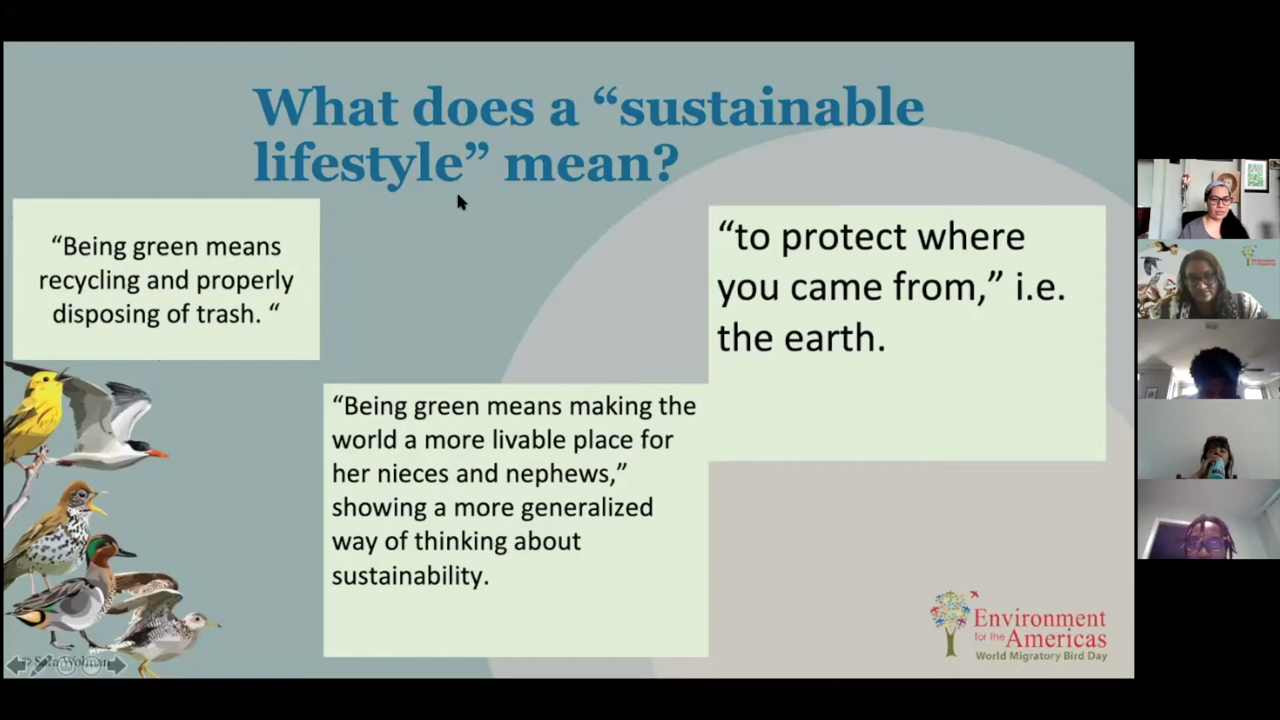 What does a “sustainable
lifestyle” mean?
“Being green means
recycling and properly
disposing of trash. “
“to protect where
you came from,” i.e.
the earth.
“Being green means making the
world a more livable place for
her nieces and nephews,”
showing a more generalized
way of thinking about
sustainability.
© Sara Wolman
Environment
for the Americas
World Migratory Bird Day